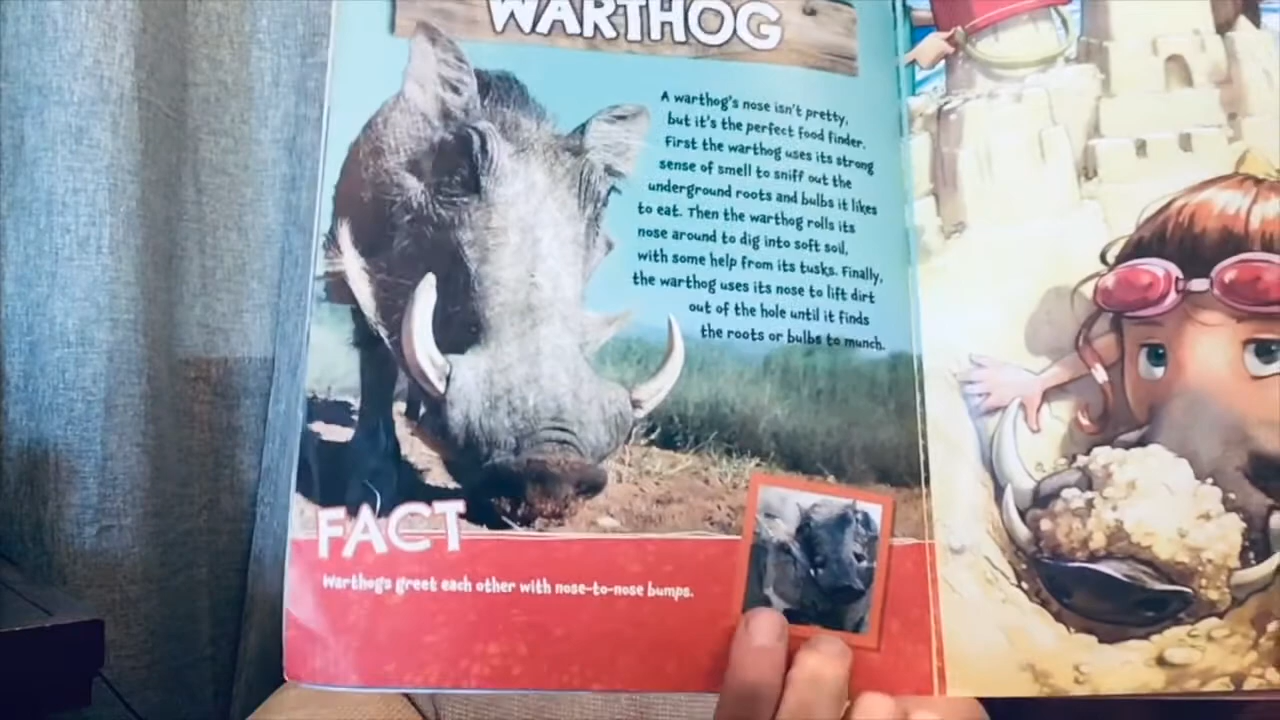 WARTHOG
A warthog's nose isn't pretty,
but it's the perfect food finder.
First the warthog uses its strong
sense of smell to sniff out the
underground roots and bulbs it likes
to eat. Then the warthog rolls its
nose around to dig into soft soil,
with some help from its tusks. Finally,
the warthog uses its nose to lift dirt
out of the hole until it finds
the roots or bulbs to munch.
FACT
Warthogs greet each other with nose-to-nose bumps.